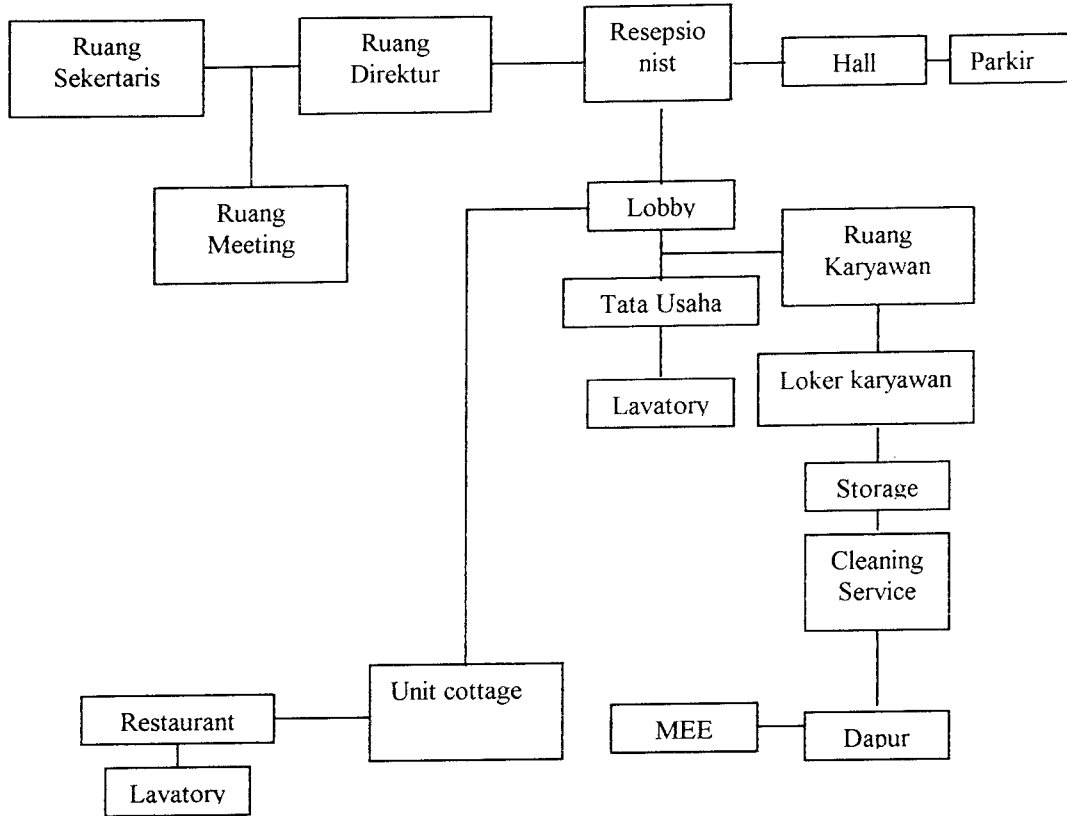 Ruang
Sekertaris
Ruang
Direktur
Resepsio
nist
Hall
Parkir
Ruang
Meeting
Lobby
Ruang
Karyawan
Tata Usaha
Loker karyawan
Lavatory
Storage
Cleaning
Service
Unit cottage
Restaurant
MEE
Dapur
Lavatory